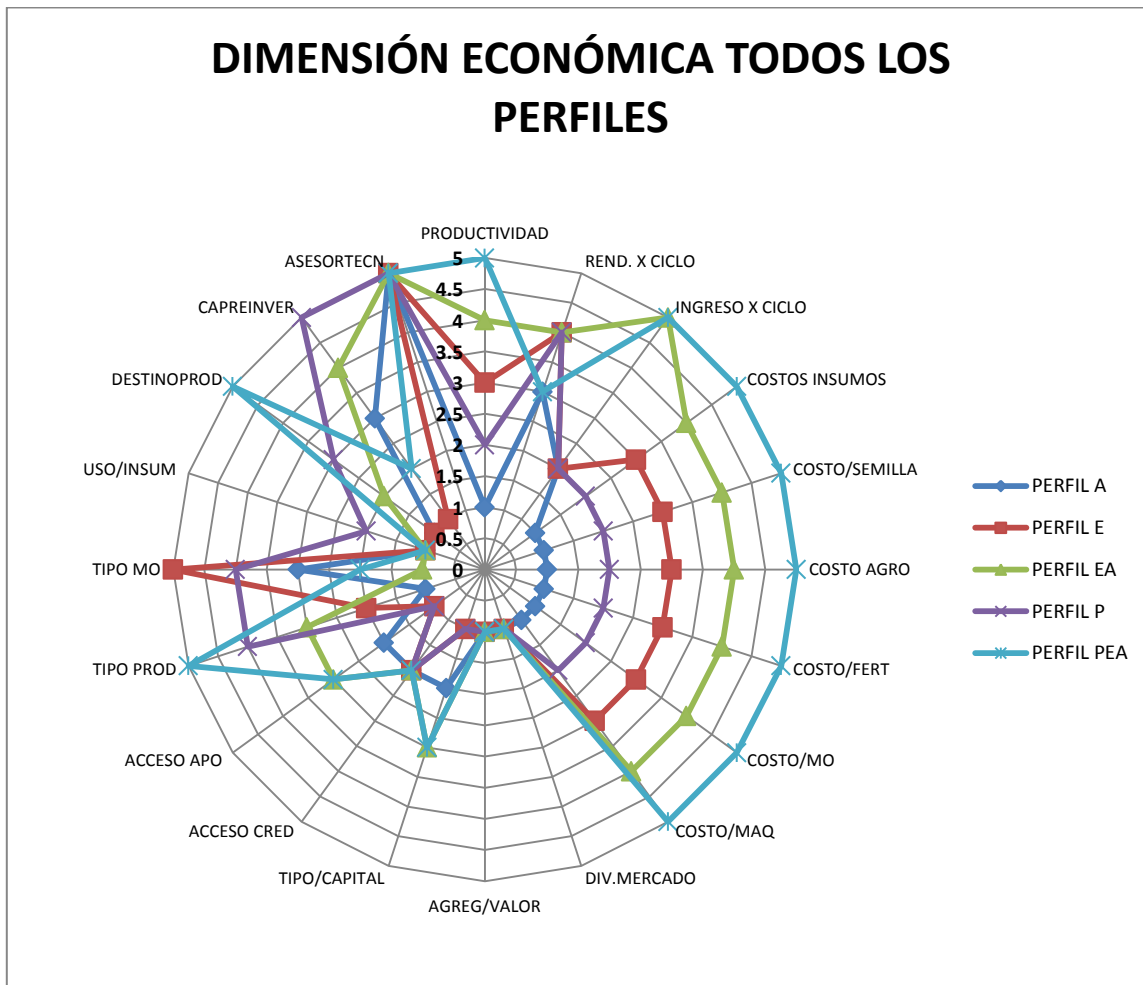 DIMENSIÓN ECONÓMICA TODOS LOS
PERFILES
PRODUCTIVIDAD
REND. X CICLO
INGRESO X CICLO
COSTOS INSUMOS
COSTO/SEMILLA
COSTO AGRO
COSTO/FERT
COSTO/MO
COSTO/MAQ
DIV.MERCADO
AGREG/VALOR
TIPO/CAPITAL
ACCESO CRED
ACCESO APO
TIPO PROD
TIPO MO
USO/INSUM
DESTINOPROD
CAPREINVER
ASESORTECN
5
4.5
4
3.5
3
2.5
2
1.5
1
0.5
0
PERFIL A
PERFIL E
PERFIL EA
PERFIL P
PERFIL PEA